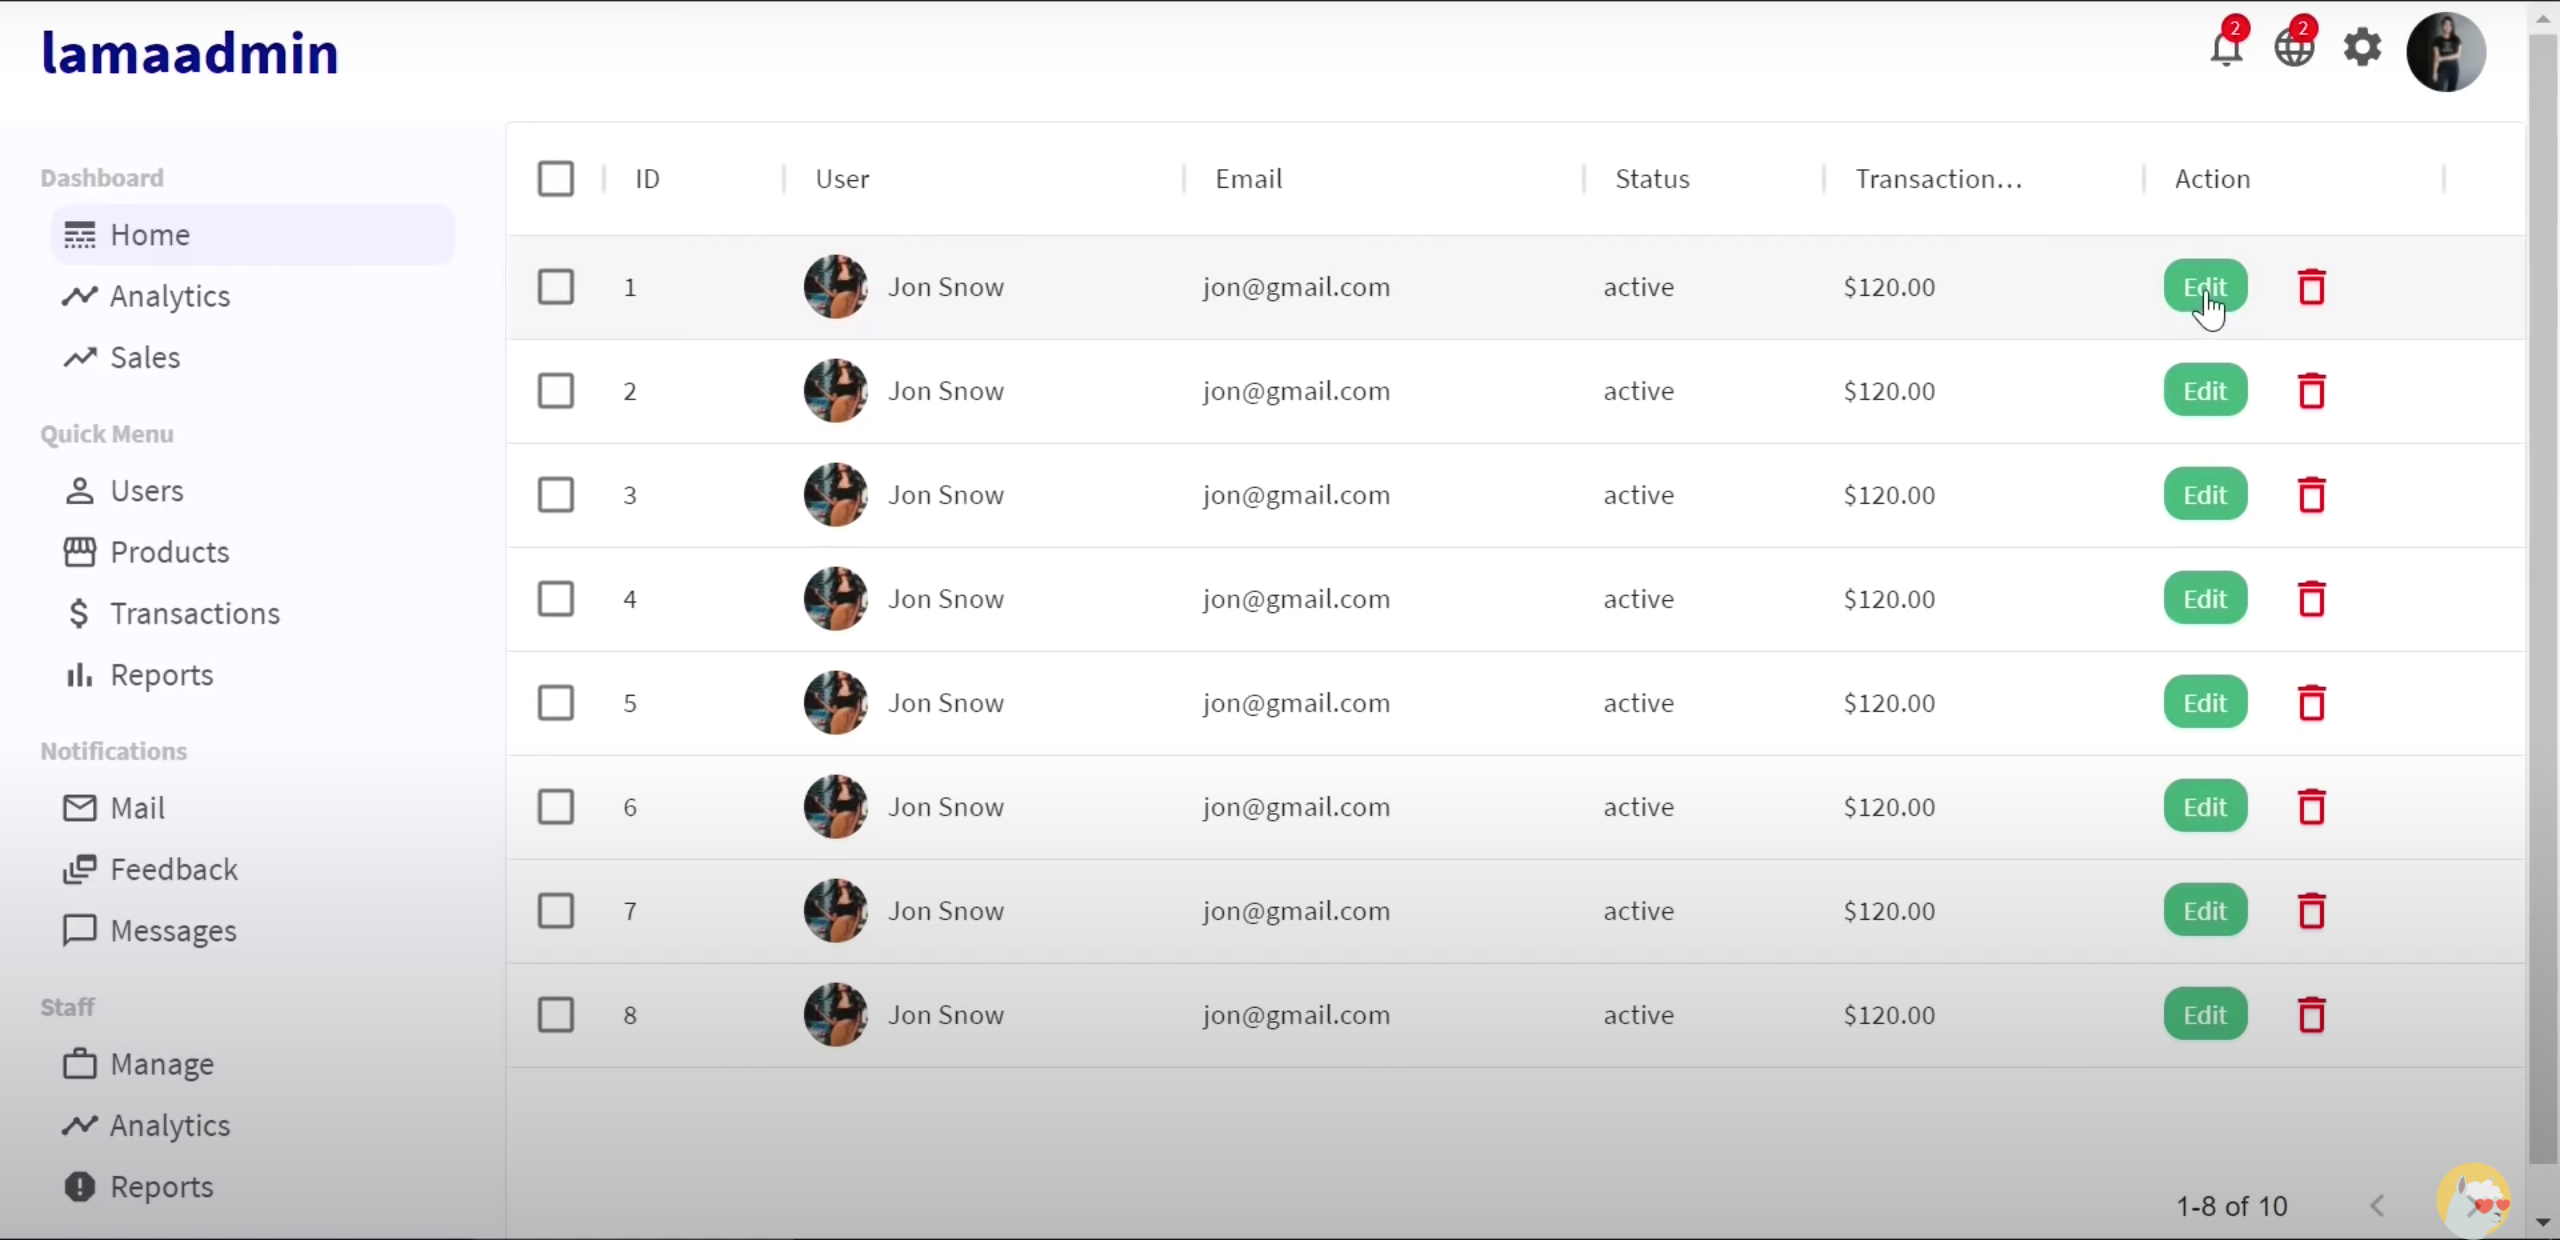 lamaadmin
2
2
Dashboard
Home
Analytics
Sales
Quick Menu
Users
Products
Transactions
Reports
Notifications
Mail
Feedback
Messages
Staff
Manage
Analytics
Reports
ID User Email Status Transaction... Action
1 Jon Snow jon@gmail.com active $120.00 Edit
2 Jon Snow jon@gmail.com active $120.00 Edit
3 Jon Snow jon@gmail.com active $120.00 Edit
4 Jon Snow jon@gmail.com active $120.00 Edit
5 Jon Snow jon@gmail.com active $120.00 Edit
6 Jon Snow jon@gmail.com active $120.00 Edit
7 Jon Snow jon@gmail.com active $120.00 Edit
8 Jon Snow jon@gmail.com active $120.00 Edit
1-8 of 10